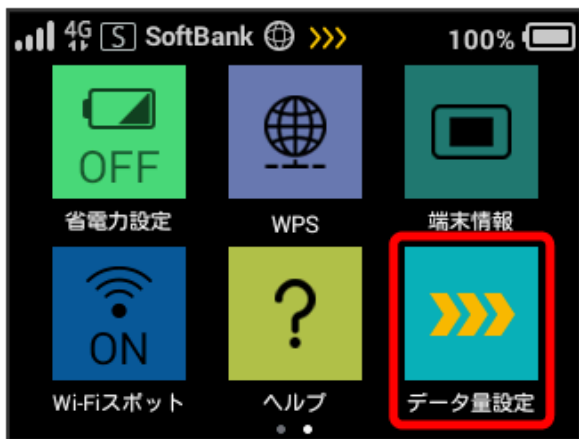 4G S SoftBank 100%
OFF
省電力設定 WPS 端末情報
ON ?
Wi-Fiスポット ヘルプ データ量設定